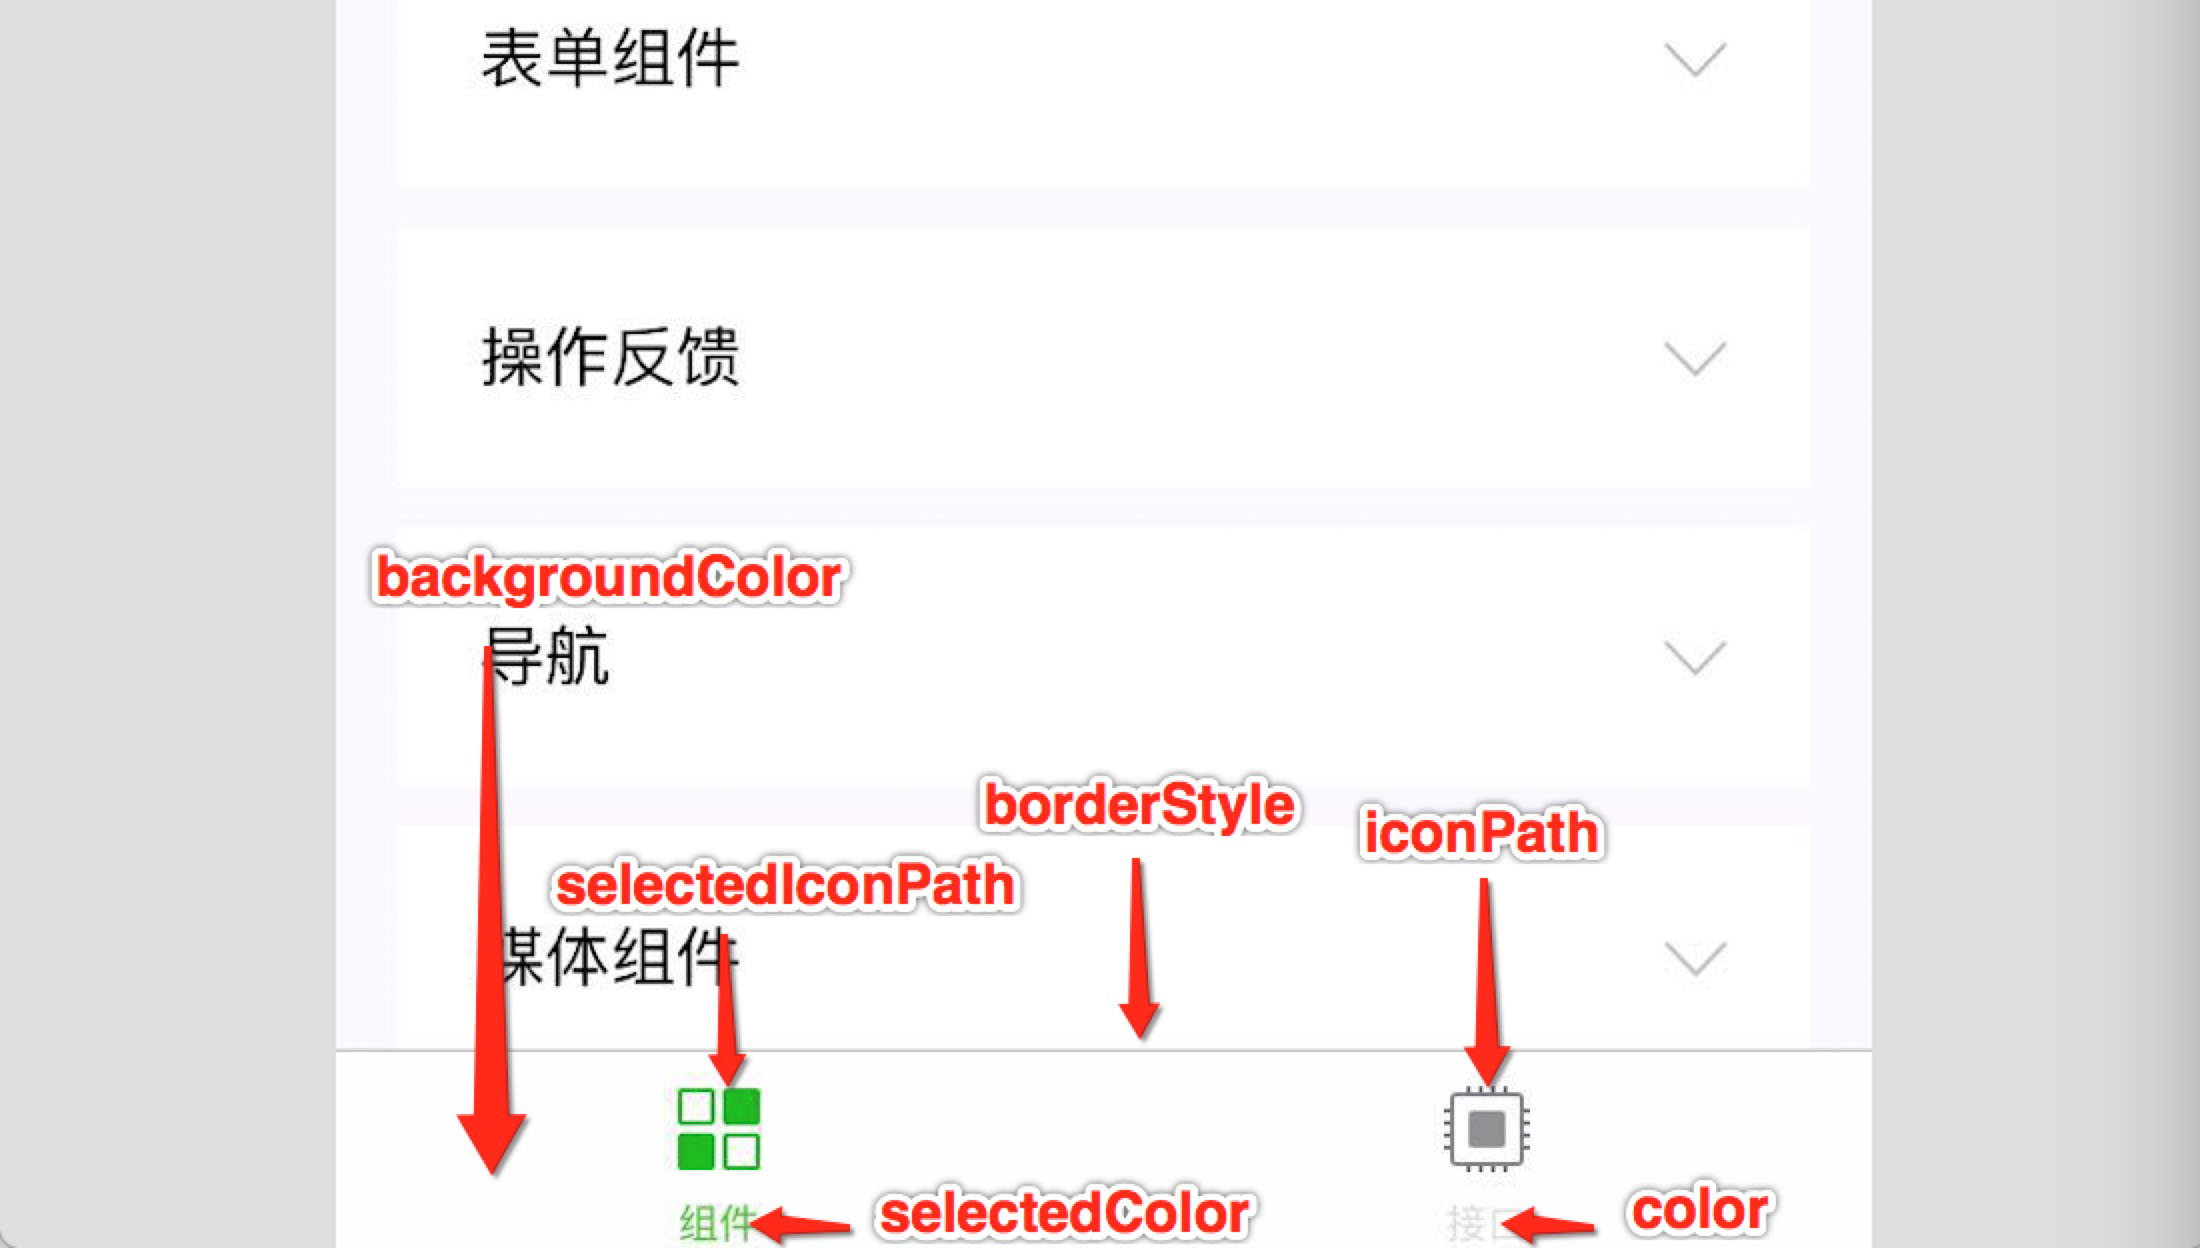 表单组件
操作反馈
backgroundColor
导航
borderStyle
iconPath
selectedIconPath
媒体组件
组件
selectedColor
接口
color